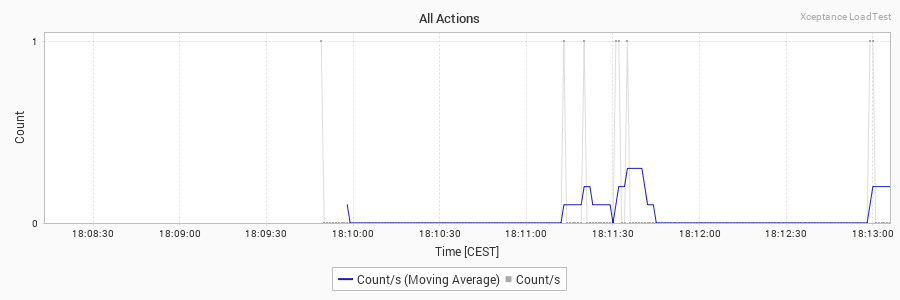 All Actions
Xceptance LoadTest
Count
1
0
18:08:30 18:09:00 18:09:30 18:10:00 18:10:30 18:11:00 18:11:30 18:12:00 18:12:30 18:13:00
Time [CEST]
Count/s (Moving Average) Count/s